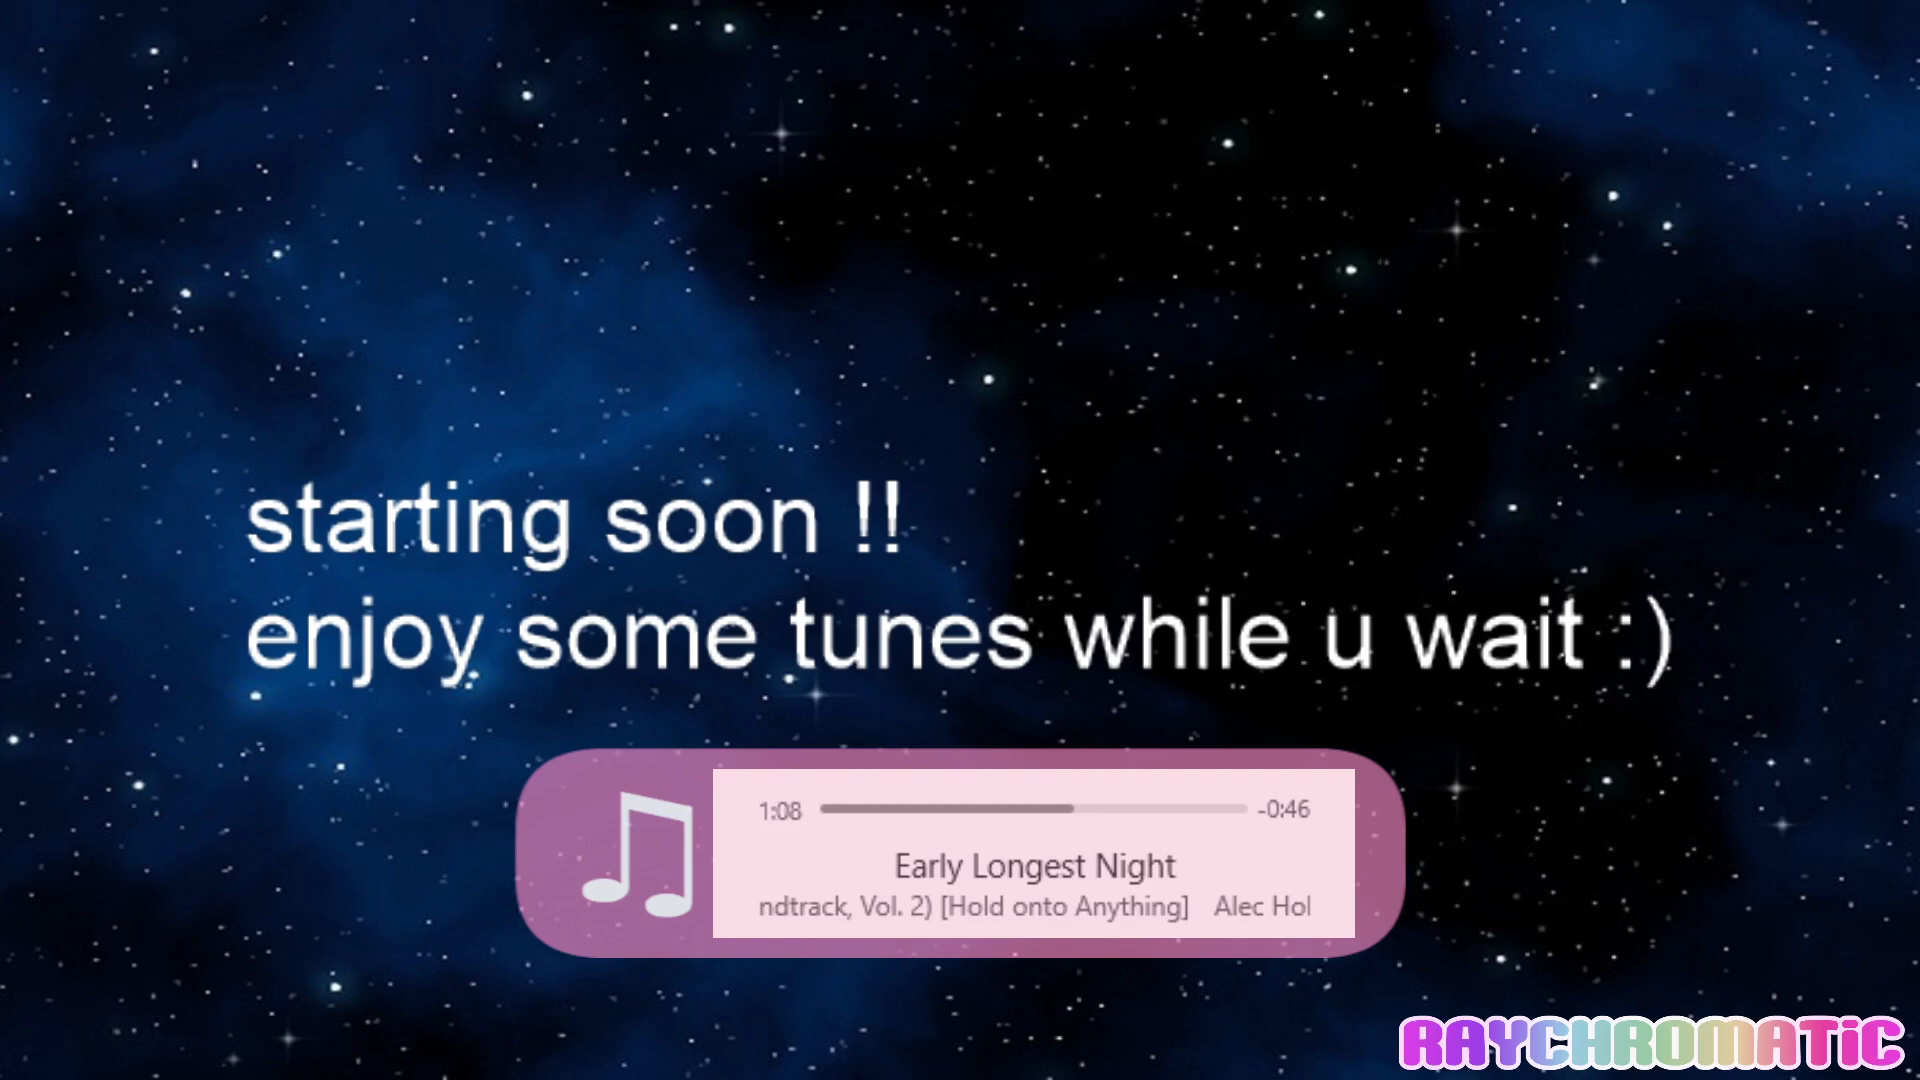 starting soon !!
enjoy some tunes while u wait :)
1:08 -0:46
Early Longest Night
ndtrack, Vol. 2) [Hold onto Anything] Alec Hol
RAYCHROMATiC